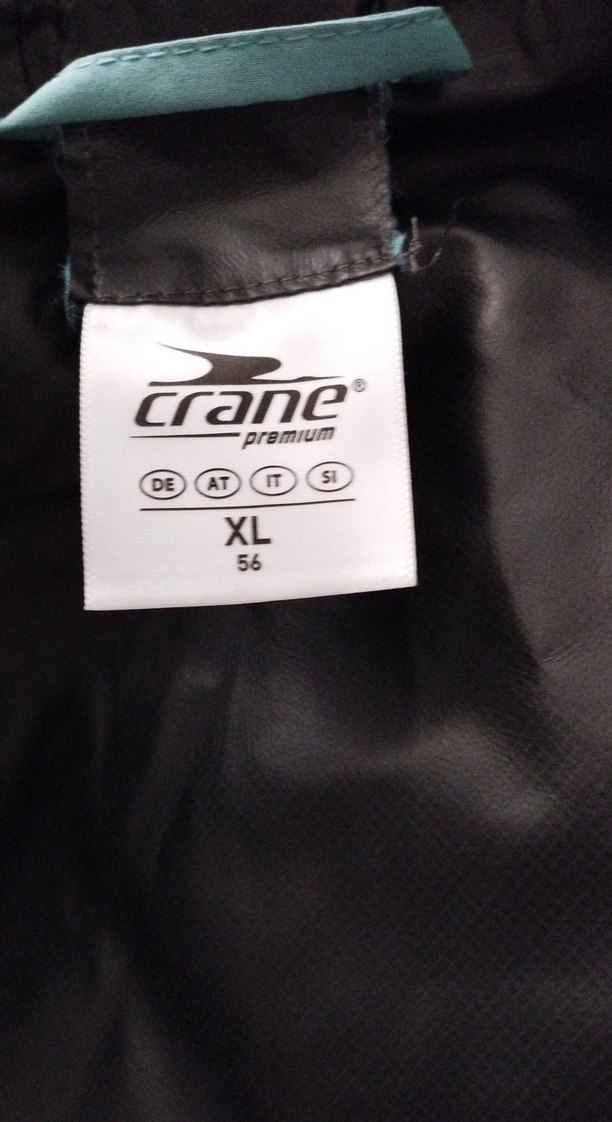 crane®
premium
DE AT IT SI
XL
56